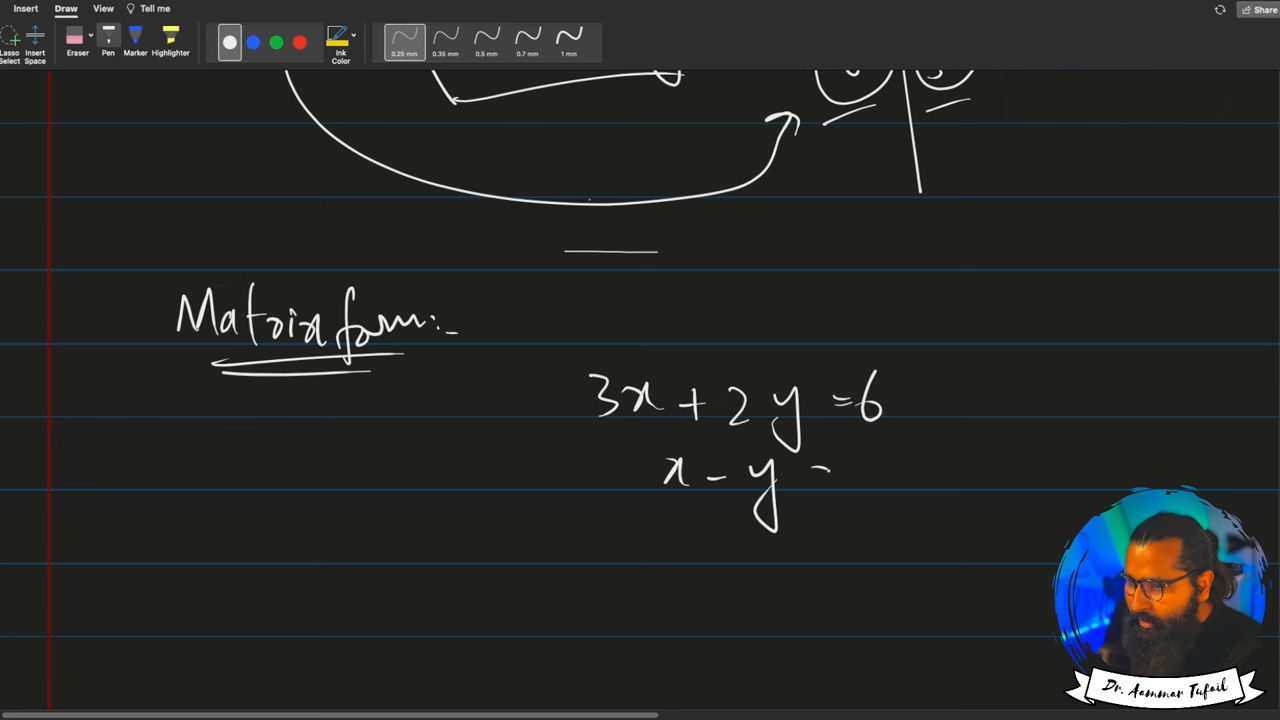 Insert Draw View Tell me
Share
Lasso Select
Insert Space
Eraser
Pen
Marker
Highlighter
Ink Color
0.25 mm
0.35 mm
0.5 mm
0.7 mm
1 mm
Matrix form:-
3x + 2y = 6
x - y =
Dr. Aammar Tufail